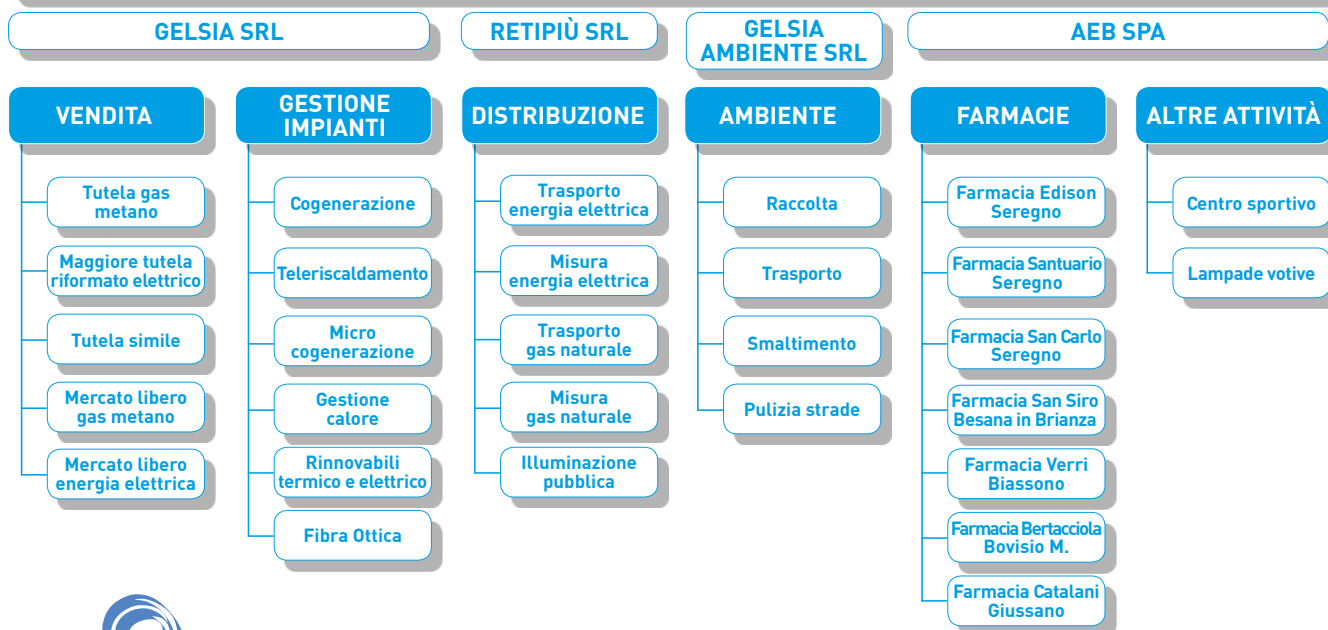 GELSIA SRL
RETIPIÙ SRL
GELSIA
AMBIENTE SRL
AEB SPA
VENDITA
GESTIONE
IMPIANTI
DISTRIBUZIONE
AMBIENTE
FARMACIE
ALTRE ATTIVITÀ
Tutela gas
metano
Maggiore tutela
riformato elettrico
Tutela simile
Mercato libero
gas metano
Mercato libero
energia elettrica
Cogenerazione
Teleriscaldamento
Micro
cogenerazione
Gestione
calore
Rinnovabili
termico e elettrico
Fibra Ottica
Trasporto
energia elettrica
Misura
energia elettrica
Trasporto
gas naturale
Misura
gas naturale
Illuminazione
pubblica
Raccolta
Trasporto
Smaltimento
Pulizia strade
Farmacia Edison
Seregno
Farmacia Santuario
Seregno
Farmacia San Carlo
Seregno
Farmacia San Siro
Besana in Brianza
Farmacia Verri
Biassono
Farmacia Bertacciola
Bovisio M.
Farmacia Catalani
Giussano
Centro sportivo
Lampade votive